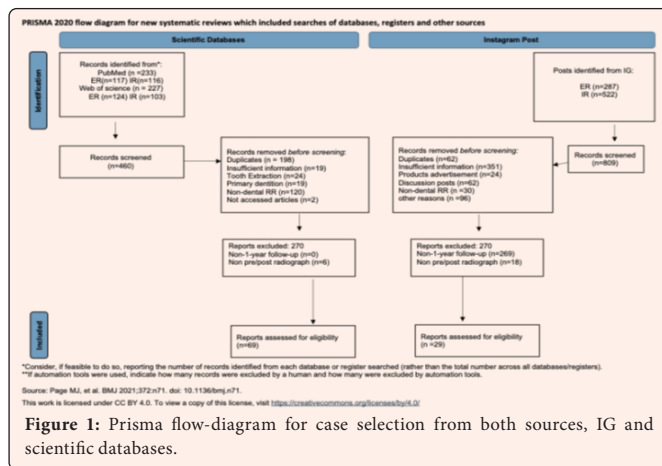 PRISMA 2020 flow diagram for new systematic reviews which included searches of databases, registers and other sources
Scientific Databases
Instagram Post
Identification
Records identified from*:
PubMed (n =233)
ER(n=117) IR(n=116)
Web of science (n = 227)
ER (n=124) IR (n=103)
Posts identified from IG
ER (n=287)
IR (n=522)
Records screened
(n=460)
Records removed before screening:
Duplicates (n = 198)
Insufficient information (n=19)
Tooth Extraction (n=24)
Primary dentition (n=19)
Non-dental RR (n=120)
Not accessed articles (n=2)
Records removed before screening:
Duplicates (n=62)
Insufficient information (n=351)
Products advertisement (n=24)
Discussion posts (n=62)
Non-dental RR (n=30)
other reasons (n=96)
Records screened
(n=809)
Reports excluded: 270
Non-1-year follow-up (n=0)
Non pre/post radiograph (n=6)
Reports excluded: 270
Non-1-year follow-up (n=269)
Non pre/post radiograph (n=18)
Included
Reports assessed for eligibility
(n=69)
Reports assessed for eligibility
(n =29)
*Consider, if feasible to do so, reporting the number of records identified from each database or register searched (rather than the total number across all databases/registers).
**If automation tools were used, indicate how many records were excluded by a human and how many were excluded by automation tools.
Source: Page MJ, et al. BMJ 2021;372:n71. doi: 10.1136/bmj.n71.
This work is licensed under CC BY 4.0. To view a copy of this license, visit https://creativecommons.org/licenses/by/4.0/
Figure 1: Prisma flow-diagram for case selection from both sources, IG and
scientific databases.